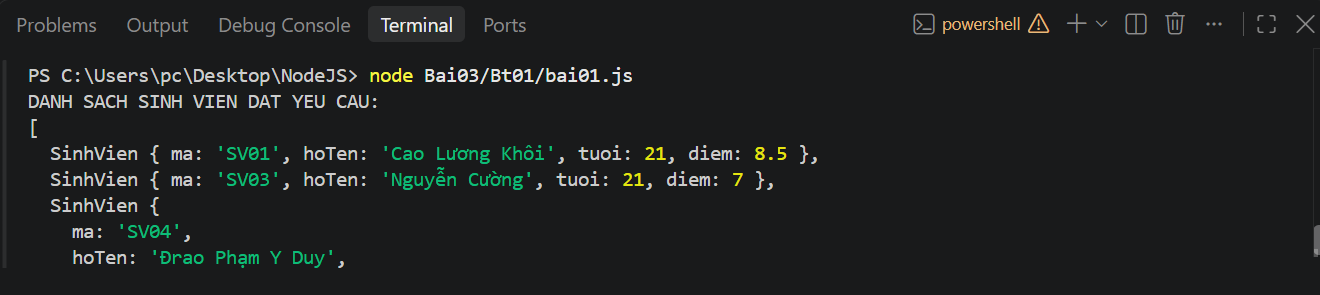 Problems Output Debug Console Terminal Ports powershell
PS C:\Users\pc\Desktop\NodeJS> node Bai03/Bt01/bai01.js
DANH SACH SINH VIEN DAT YEU CAU:
[
  SinhVien { ma: 'SV01', hoTen: 'Cao Lương Khôi', tuoi: 21, diem: 8.5 },
  SinhVien { ma: 'SV03', hoTen: 'Nguyễn Cường', tuoi: 21, diem: 7 },
  SinhVien {
    ma: 'SV04',
    hoTen: 'Đrao Phạm Y Duy',